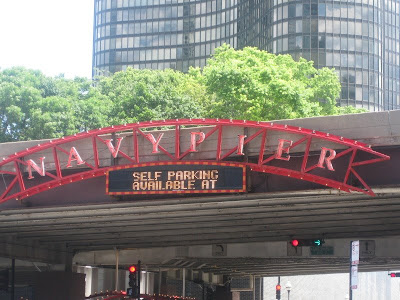 NAVY PIER
SELF PARKING
AVAILABLE AT